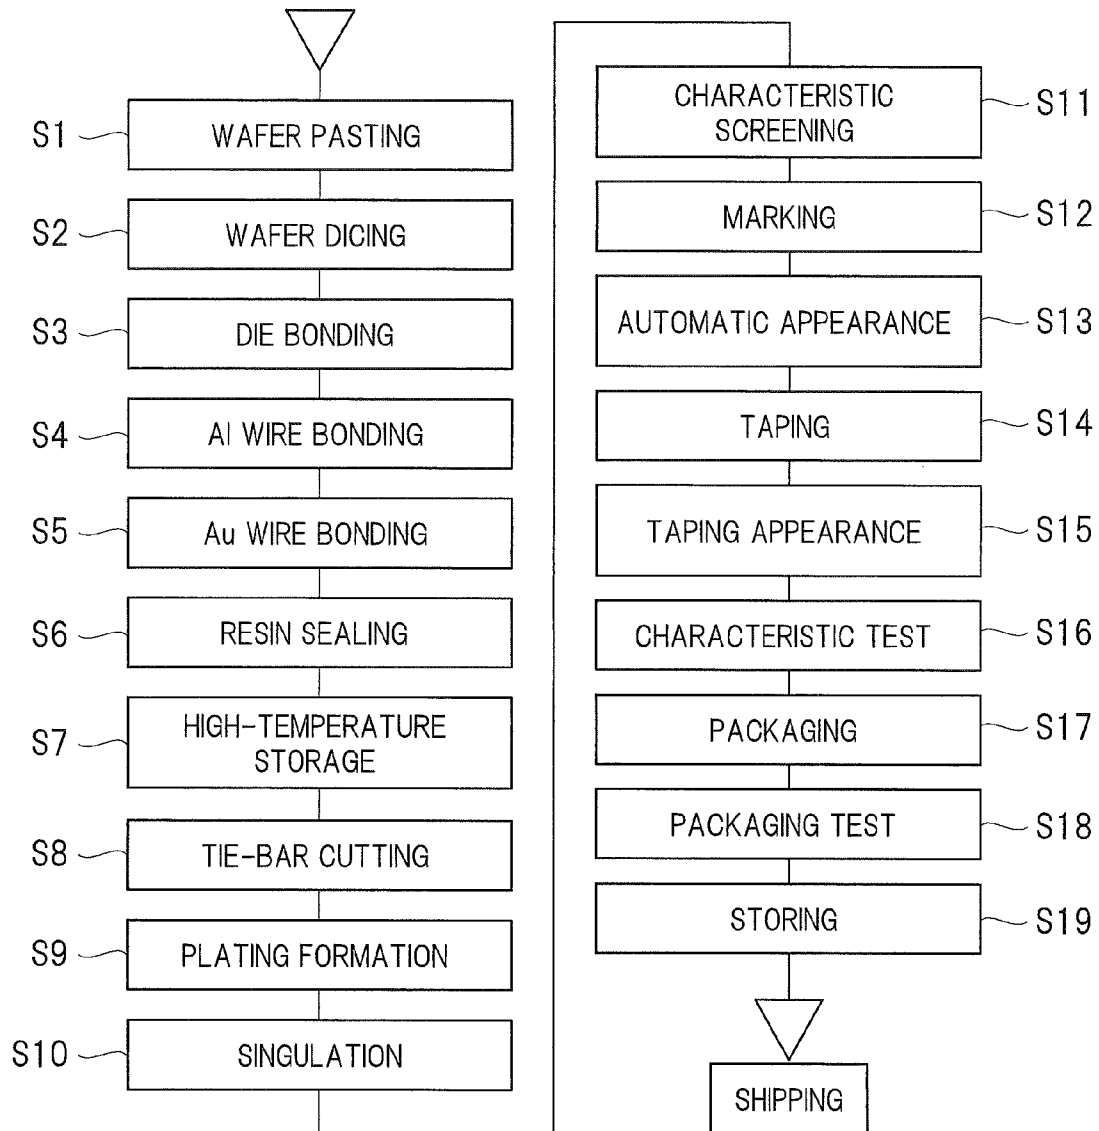 S1 WAFER PASTING
S2 WAFER DICING
S3 DIE BONDING
S4 Al WIRE BONDING
S5 Au WIRE BONDING
S6 RESIN SEALING
S7 HIGH-TEMPERATURE
STORAGE
S8 TIE-BAR CUTTING
S9 PLATING FORMATION
S10 SINGULATION
CHARACTERISTIC
SCREENING S11
MARKING S12
AUTOMATIC APPEARANCE S13
TAPING S14
TAPING APPEARANCE S15
CHARACTERISTIC TEST S16
PACKAGING S17
PACKAGING TEST S18
STORING S19
SHIPPING